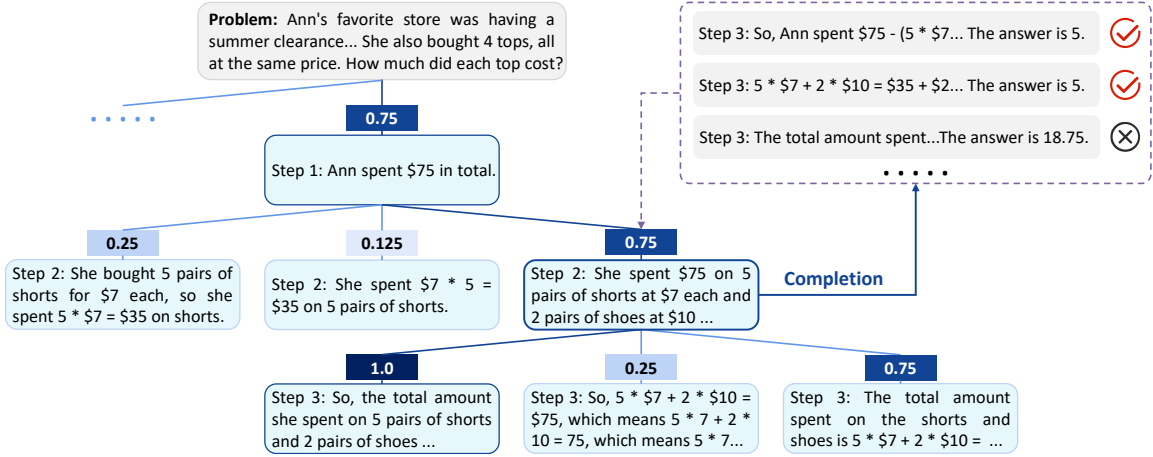 Problem: Ann's favorite store was having a
summer clearance... She also bought 4 tops, all
at the same price. How much did each top cost?
Step 3: So, Ann spent $75 - (5 * $7... The answer is 5.
Step 3: 5 * $7 + 2 * $10 = $35 + $2... The answer is 5.
Step 3: The total amount spent...The answer is 18.75.
0.75
Step 1: Ann spent $75 in total.
0.25
Step 2: She bought 5 pairs of
shorts for $7 each, so she
spent 5 * $7 = $35 on shorts.
0.125
Step 2: She spent $7 * 5 =
$35 on 5 pairs of shorts.
0.75
Step 2: She spent $75 on 5
pairs of shorts at $7 each and
2 pairs of shoes at $10 ...
Completion
1.0
Step 3: So, the total amount
she spent on 5 pairs of shorts
and 2 pairs of shoes ...
0.25
Step 3: So, 5 * $7 + 2 * $10 =
$75, which means 5 * 7 + 2 *
10 = 75, which means 5 * 7...
0.75
Step 3: The total amount
spent on the shorts and
shoes is 5 * $7 + 2 * $10 = ...